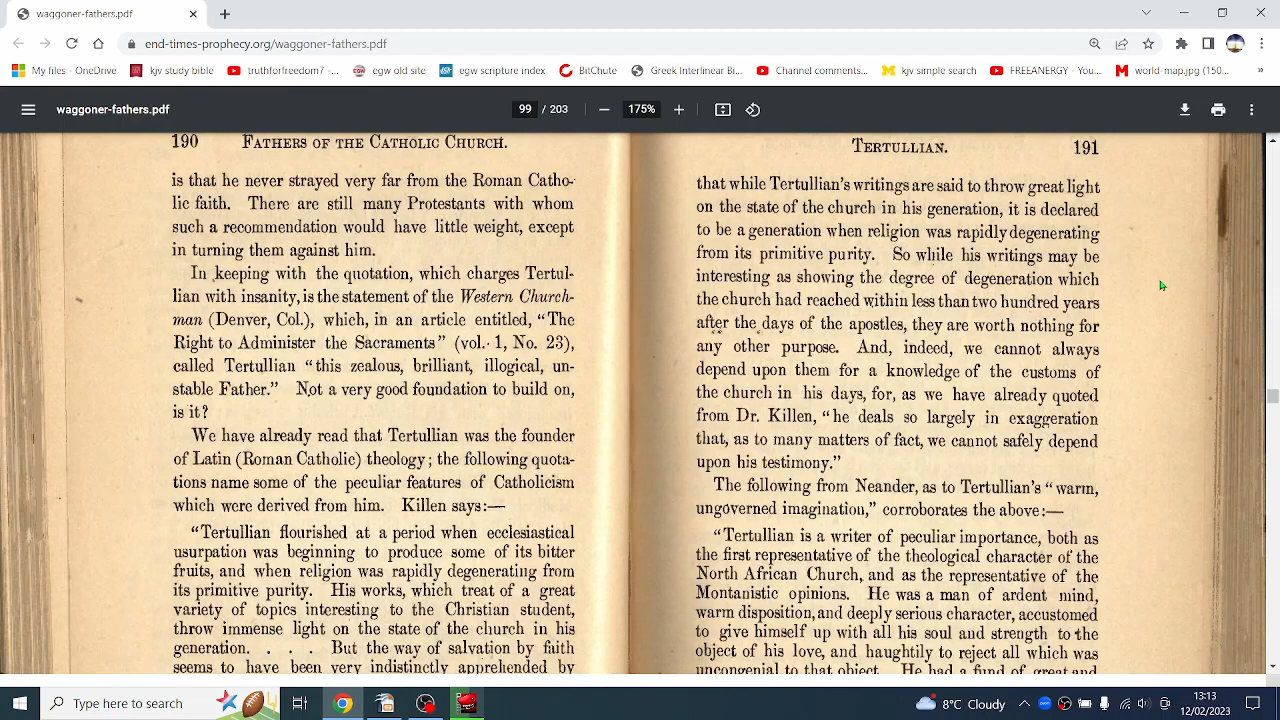 waggoner-fathers.pdf
end-times-prophecy.org/waggoner-fathers.pdf
My files - OneDrive
kjv study bible
truthforfreedom7 -...
egw old site
egw scripture index
BitChute
Greek Interlinear Bi...
Channel comments...
kjv simple search
FREEANERGY - You...
world-map.jpg (150...
»
waggoner-fathers.pdf
99 / 203
175%
190 FATHERS OF THE CATHOLIC CHURCH.
is that he never strayed very far from the Roman Catho-
lic faith. There are still many Protestants with whom
such a recommendation would have little weight, except
in turning them against him.
In keeping with the quotation, which charges Tertul-
lian with insanity, is the statement of the Western Church-
man (Denver, Col.), which, in an article entitled, "The
Right to Administer the Sacraments" (vol. 1, No. 23),
called Tertullian "this zealous, brilliant, illogical, un-
stable Father." Not a very good foundation to build on,
is it?
We have already read that Tertullian was the founder
of Latin (Roman Catholic) theology; the following quota-
tions name some of the peculiar features of Catholicism
which were derived from him. Killen says:—
"Tertullian flourished at a period when ecclesiastical
usurpation was beginning to produce some of its bitter
fruits, and when religion was rapidly degenerating from
its primitive purity. His works, which treat of a great
variety of topics interesting to the Christian student,
throw immense light on the state of the church in his
generation. . . . But the way of salvation by faith
seems to have been very indistinctly apprehended by
TERTULLIAN. 191
that while Tertullian's writings are said to throw great light
on the state of the church in his generation, it is declared
to be a generation when religion was rapidly degenerating
from its primitive purity. So while his writings may be
interesting as showing the degree of degeneration which
the church had reached within less than two hundred years
after the days of the apostles, they are worth nothing for
any other purpose. And, indeed, we cannot always
depend upon them for a knowledge of the customs of
the church in his days, for, as we have already quoted
from Dr. Killen, "he deals so largely in exaggeration
that, as to many matters of fact, we cannot safely depend
upon his testimony."
The following from Neander, as to Tertullian's "warm,
ungoverned imagination," corroborates the above:—
"Tertullian is a writer of peculiar importance, both as
the first representative of the theological character of the
North African Church, and as the representative of the
Montanistic opinions. He was a man of ardent mind,
warm disposition, and deeply serious character, accustomed
to give himself up with all his soul and strength to the
object of his love, and haughtily to reject all which was
uncongenial to that object. He had a fund of great and
Type here to search
8°C Cloudy
13:13
12/02/2023